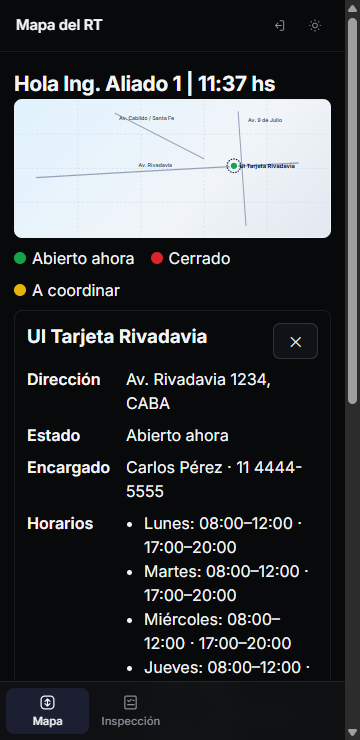 Mapa del RT
Hola Ing. Aliado 1 | 11:37 hs
Av. Cabildo / Santa Fe
Av. 9 de Julio
Av. Rivadavia
UI Tarjeta Rivadavia
Abierto ahora
Cerrado
A coordinar
UI Tarjeta Rivadavia
Dirección
Av. Rivadavia 1234,
CABA
Estado
Abierto ahora
Encargado
Carlos Pérez · 11 4444-
5555
Horarios
• Lunes: 08:00–12:00 ·
17:00–20:00
• Martes: 08:00–12:00 ·
17:00–20:00
• Miércoles: 08:00–
12:00 · 17:00–20:00
• Jueves: 08:00–12:00 ·
Mapa
Inspección